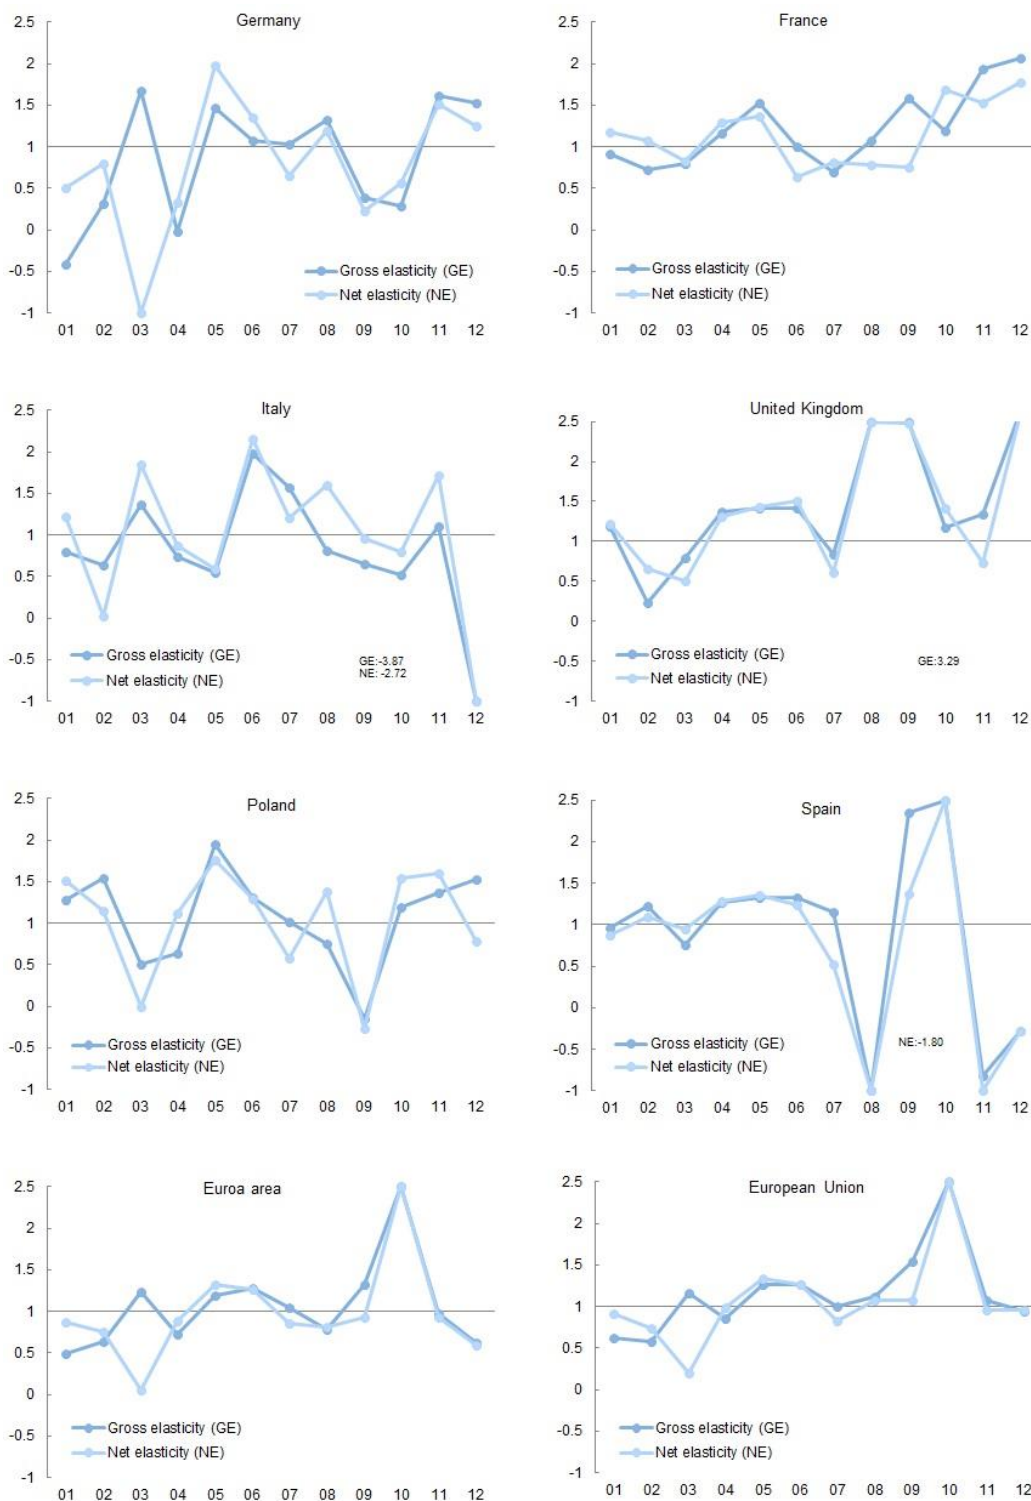 Germany
2.5
2
1.5
1
0.5
0
-0.5
-1
Gross elasticity (GE)
Net elasticity (NE)
01 02 03 04 05 06 07 08 09 10 11 12
France
2.5
2
1.5
1
0.5
0
-0.5
-1
Gross elasticity (GE)
Net elasticity (NE)
01 02 03 04 05 06 07 08 09 10 11 12
Italy
2.5
2
1.5
1
0.5
0
-0.5
-1
Gross elasticity (GE)
Net elasticity (NE)
GE:-3.87
NE: -2.72
01 02 03 04 05 06 07 08 09 10 11 12
United Kingdom
2.5
2
1.5
1
0.5
0
-0.5
-1
Gross elasticity (GE)
Net elasticity (NE)
GE:3.29
01 02 03 04 05 06 07 08 09 10 11 12
Poland
2.5
2
1.5
1
0.5
0
-0.5
-1
Gross elasticity (GE)
Net elasticity (NE)
01 02 03 04 05 06 07 08 09 10 11 12
Spain
2.5
2
1.5
1
0.5
0
-0.5
-1
Gross elasticity (GE)
Net elasticity (NE)
NE:-1.80
01 02 03 04 05 06 07 08 09 10 11 12
Euroa area
2.5
2
1.5
1
0.5
0
-0.5
-1
Gross elasticity (GE)
Net elasticity (NE)
01 02 03 04 05 06 07 08 09 10 11 12
European Union
2.5
2
1.5
1
0.5
0
-0.5
-1
Gross elasticity (GE)
Net elasticity (NE)
01 02 03 04 05 06 07 08 09 10 11 12